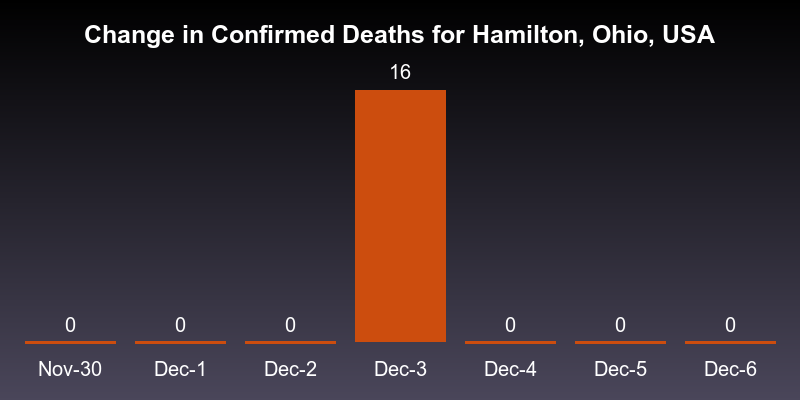 Change in Confirmed Deaths for Hamilton, Ohio, USA
16
0 0 0 0 0 0
Nov-30 Dec-1 Dec-2 Dec-3 Dec-4 Dec-5 Dec-6